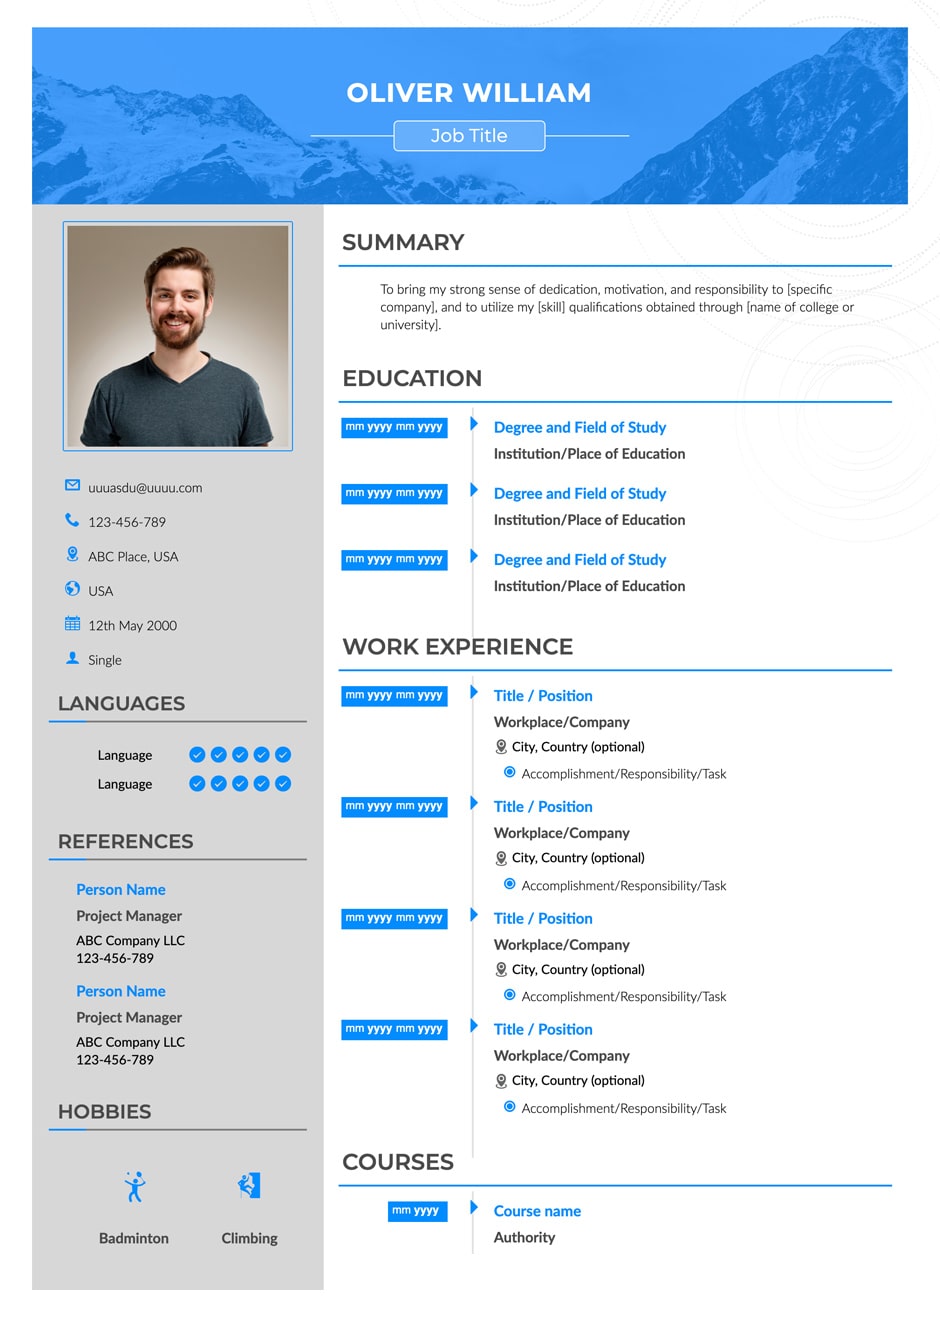 OLIVER WILLIAM
Job Title
uuuasdu@uuuu.com
123-456-789
ABC Place, USA
USA
12th May 2000
Single
LANGUAGES
Language
Language
REFERENCES
Person Name
Project Manager
ABC Company LLC
123-456-789
Person Name
Project Manager
ABC Company LLC
123-456-789
HOBBIES
Badminton
Climbing
SUMMARY
To bring my strong sense of dedication, motivation, and responsibility to [specific
company], and to utilize my [skill] qualifications obtained through [name of college or
university].
EDUCATION
mm yyyy mm yyyy
Degree and Field of Study
Institution/Place of Education
mm yyyy mm yyyy
Degree and Field of Study
Institution/Place of Education
mm yyyy mm yyyy
Degree and Field of Study
Institution/Place of Education
WORK EXPERIENCE
mm yyyy mm yyyy
Title / Position
Workplace/Company
City, Country (optional)
Accomplishment/Responsibility/Task
mm yyyy mm yyyy
Title / Position
Workplace/Company
City, Country (optional)
Accomplishment/Responsibility/Task
mm yyyy mm yyyy
Title / Position
Workplace/Company
City, Country (optional)
Accomplishment/Responsibility/Task
mm yyyy mm yyyy
Title / Position
Workplace/Company
City, Country (optional)
Accomplishment/Responsibility/Task
COURSES
mm yyyy
Course name
Authority